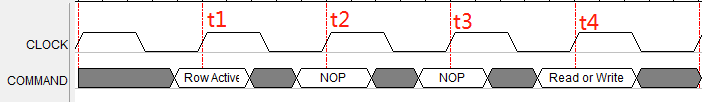 t1 t2 t3 t4
CLOCK
COMMAND Row Active NOP NOP Read or Write